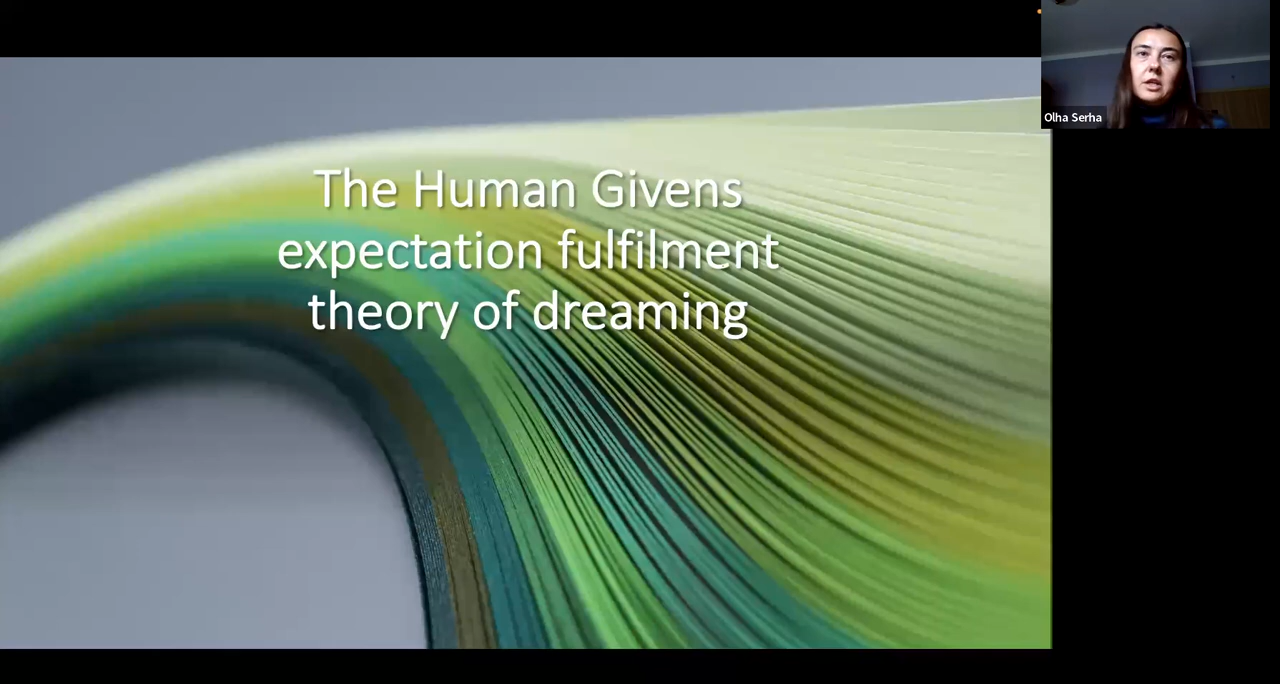 The Human Givens
expectation fulfilment
theory of dreaming
Olha Serha